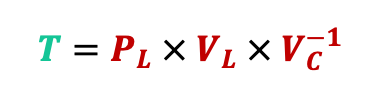 T = P_L × V_L × V_C^{-1}